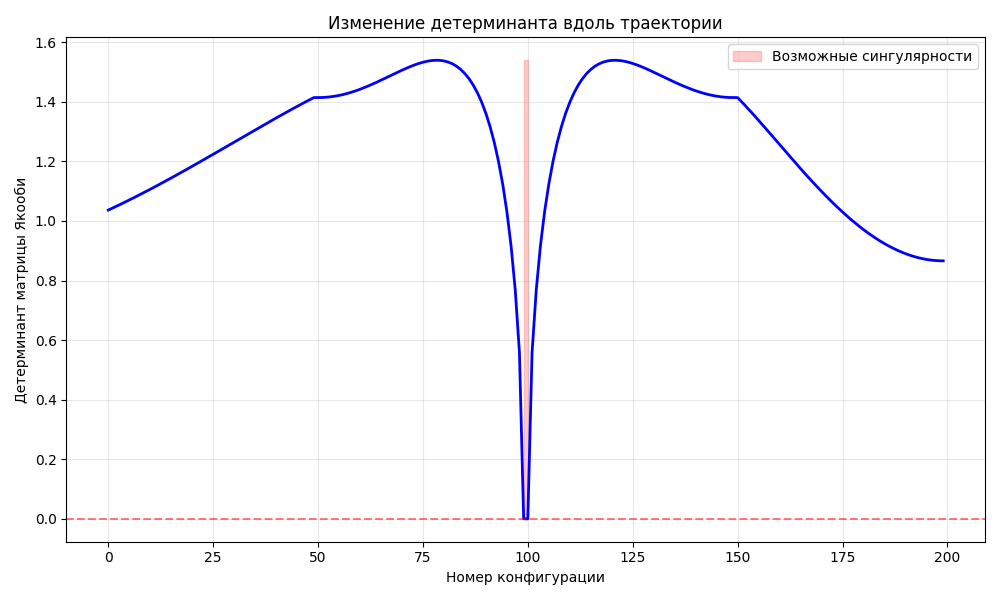 Изменение детерминанта вдоль траектории
Возможные сингулярности
Детерминант матрицы Якооби
1.6
1.4
1.2
1.0
0.8
0.6
0.4
0.2
0.0
0 25 50 75 100 125 150 175 200
Номер конфигурации